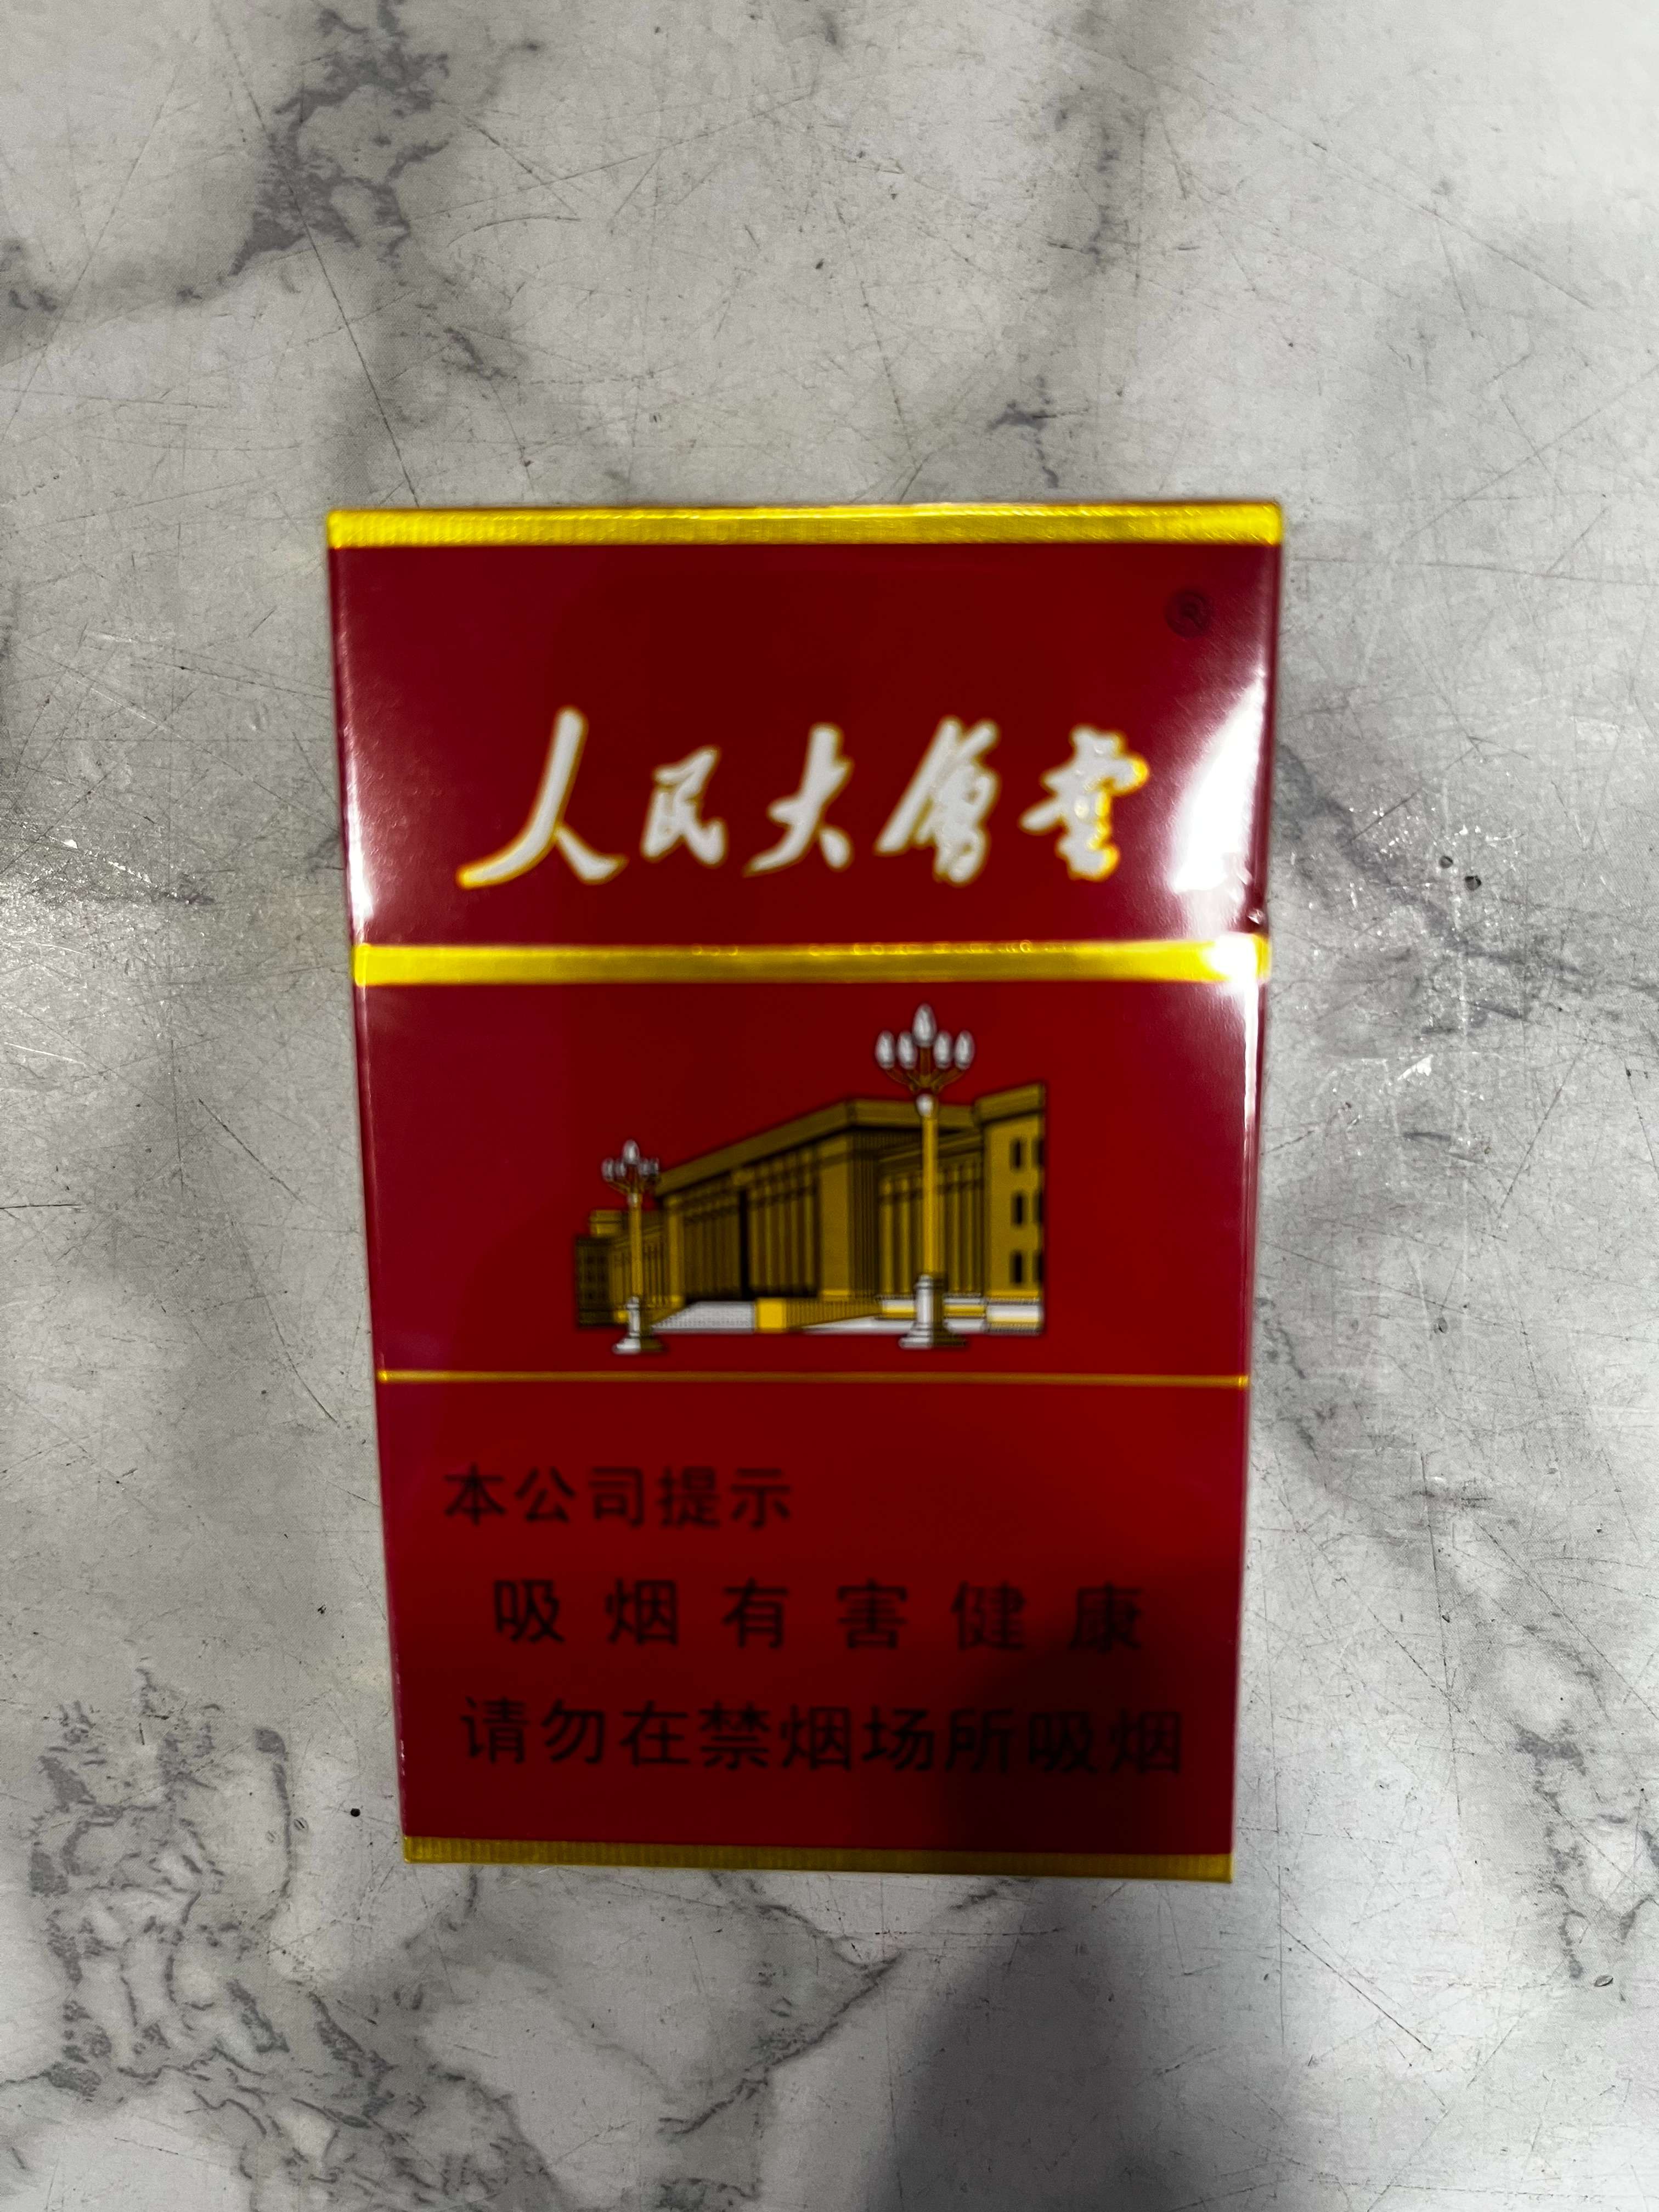 ®
人民大會堂
本公司提示
吸烟有害健康
请勿在禁烟场所吸烟